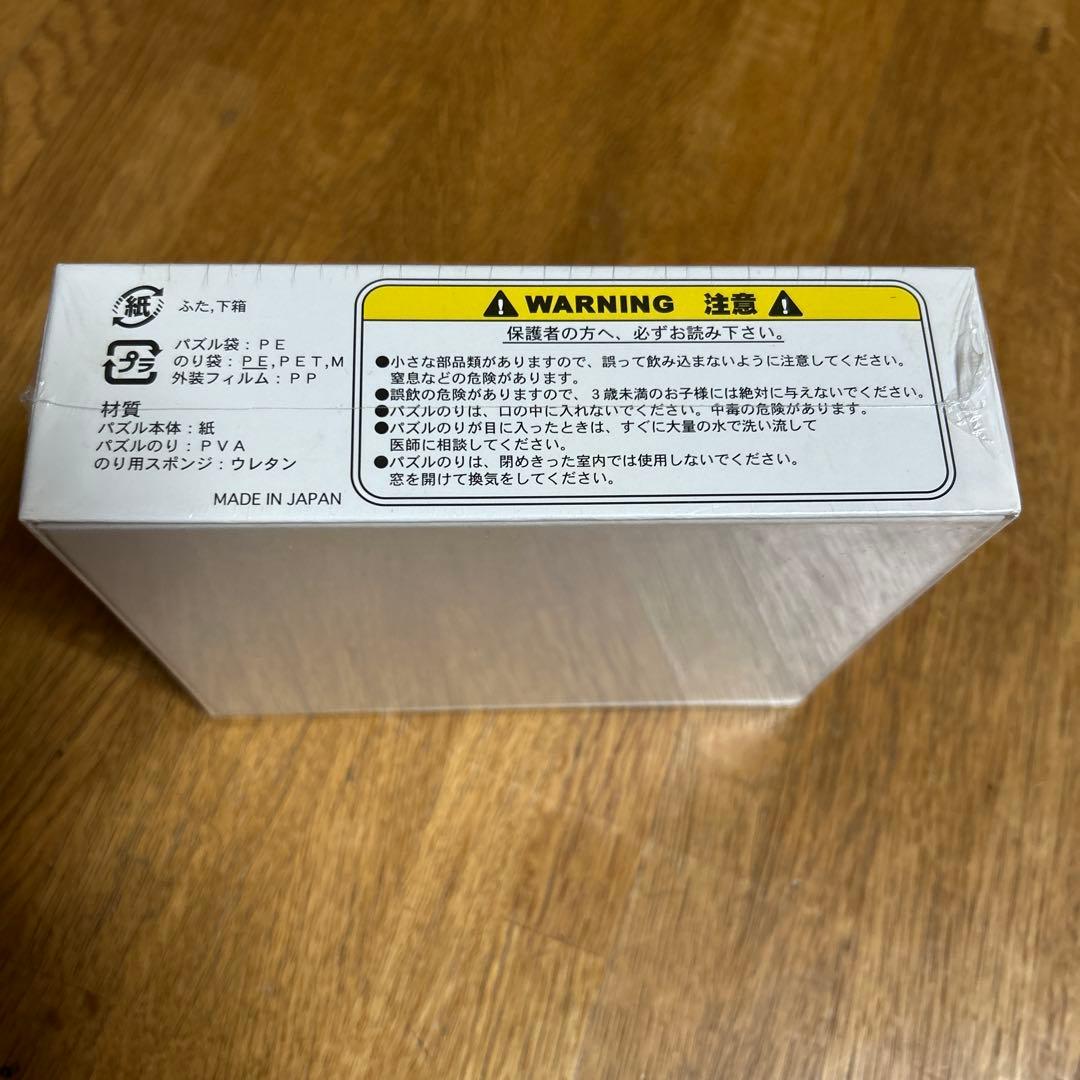 紙 ふた,下箱
プラ
パズル袋：ＰＥ
のり袋：ＰＥ,ＰＥＴ,Ｍ
外装フィルム：ＰＰ
材質
パズル本体：紙
パズルのり：ＰＶＡ
のり用スポンジ：ウレタン
MADE IN JAPAN
WARNING 注意
保護者の方へ、必ずお読み下さい。
●小さな部品類がありますので、誤って飲み込まないように注意してください。
窒息などの危険があります。
●誤飲の危険がありますので、３歳未満のお子様には絶対に与えないでください。
●パズルのりは、口の中に入れないでください。中毒の危険があります。
●パズルのりが目に入ったときは、すぐに大量の水で洗い流して
医師に相談してください。
●パズルのりは、閉めきった室内では使用しないでください。
窓を開けて換気をしてください。